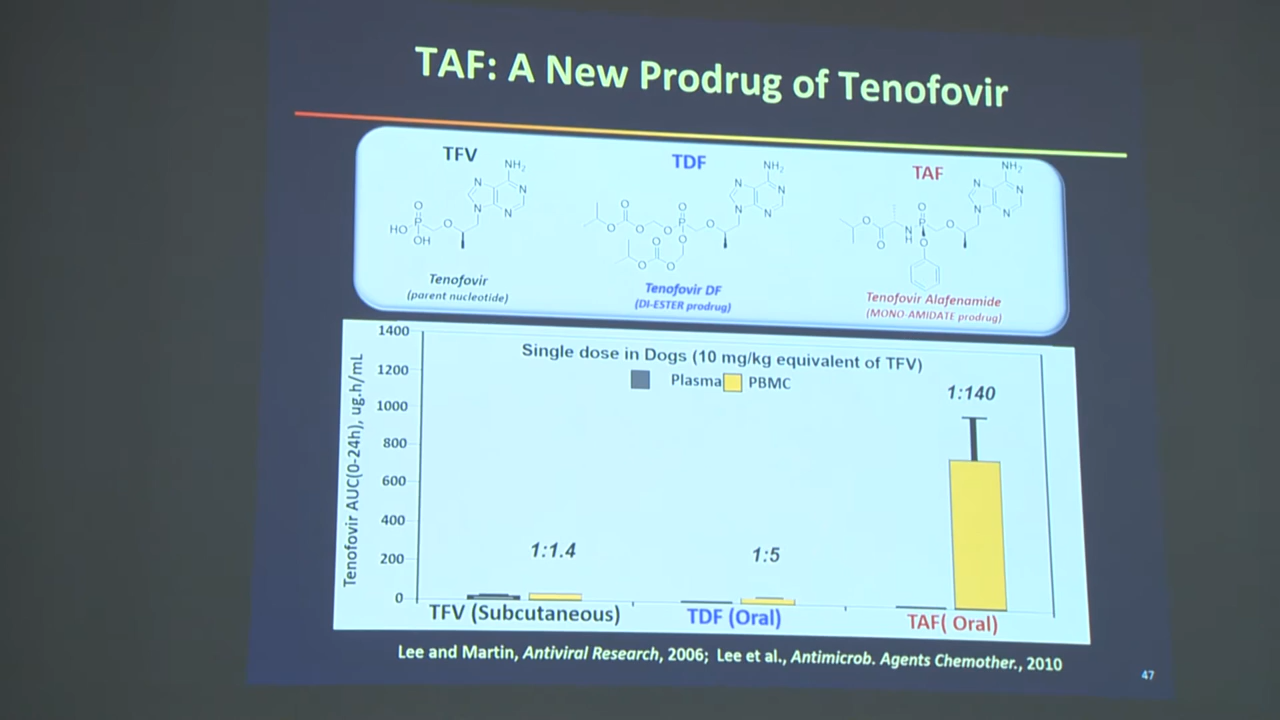 TAF: A New Prodrug of Tenofovir
TFV
TDF
TAF
NH2
N
N
N
N
O
P
O
HO
OH
NH2
N
N
N
N
O
O
O
O
P
O
O
O
O
O
O
NH2
N
N
N
N
O
O
O
P
O
N
H
O
Tenofovir
(parent nucleotide)
Tenofovir DF
(DI-ESTER prodrug)
Tenofovir Alafenamide
(MONO-AMIDATE prodrug)
Single dose in Dogs (10 mg/kg equivalent of TFV)
Plasma PBMC
Tenofovir AUC(0-24h), ug.h/mL
1400
1200
1000
800
600
400
200
0
1:1.4
1:5
1:140
TFV (Subcutaneous)
TDF (Oral)
TAF( Oral)
Lee and Martin, Antiviral Research, 2006; Lee et al., Antimicrob. Agents Chemother., 2010
47